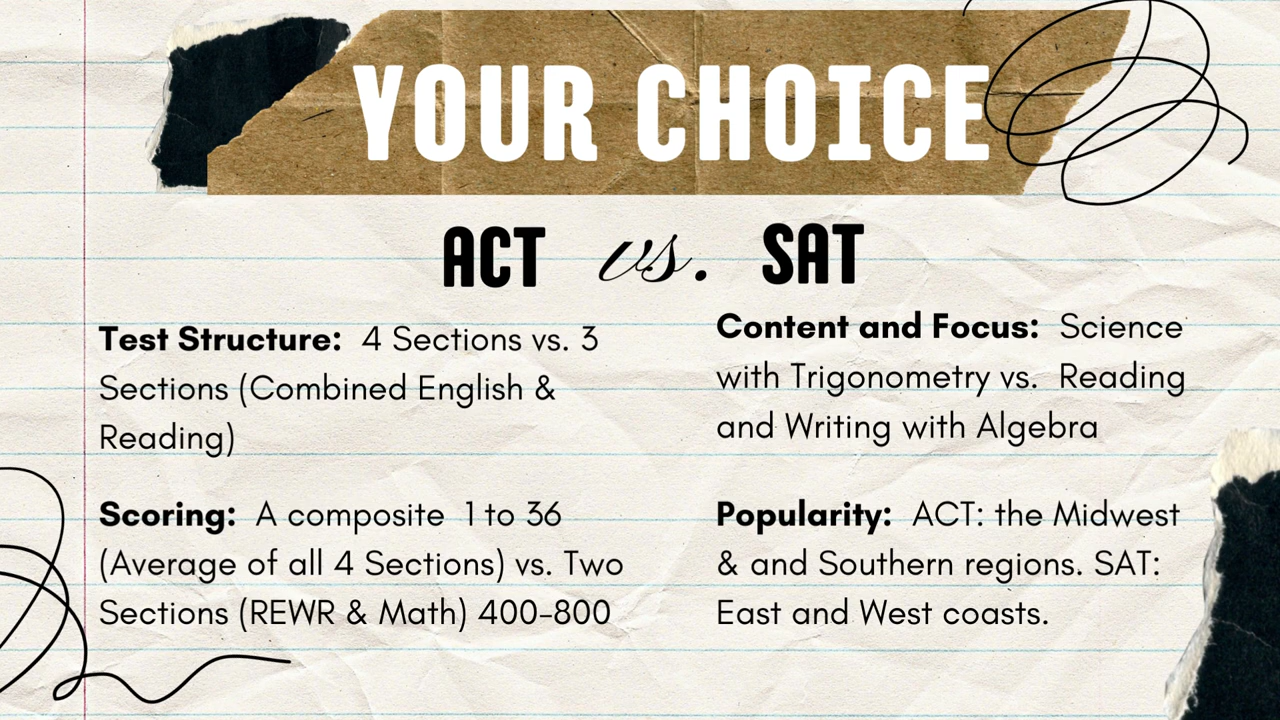 YOUR CHOICE
ACT vs. SAT
Test Structure: 4 Sections vs. 3
Sections (Combined English &
Reading)
Scoring: A composite 1 to 36
(Average of all 4 Sections) vs. Two
Sections (REWR & Math) 400-800
Content and Focus: Science
with Trigonometry vs. Reading
and Writing with Algebra
Popularity: ACT: the Midwest
& and Southern regions. SAT:
East and West coasts.